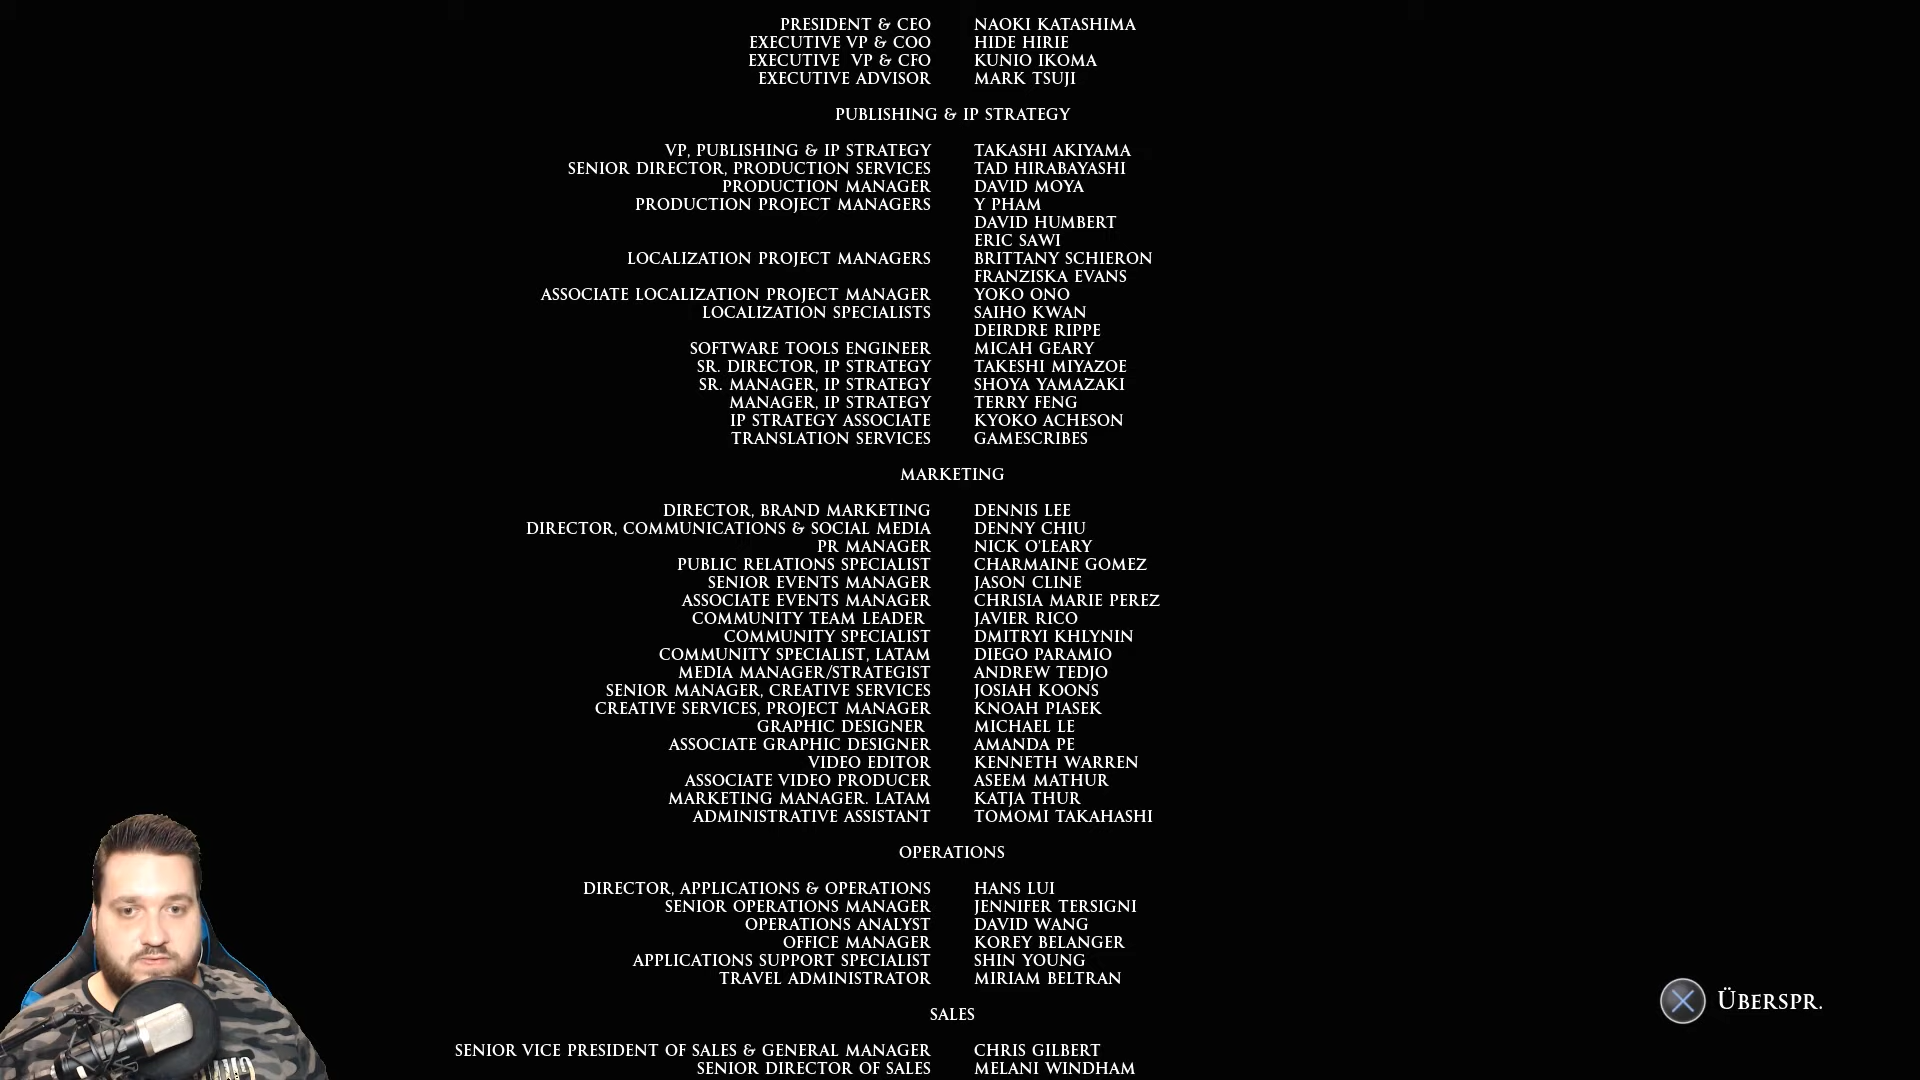 PRESIDENT & CEO NAOKI KATASHIMA
EXECUTIVE VP & COO HIDE HIRIE
EXECUTIVE VP & CFO KUNIO IKOMA
EXECUTIVE ADVISOR MARK TSUJI
PUBLISHING & IP STRATEGY
VP, PUBLISHING & IP STRATEGY TAKASHI AKIYAMA
SENIOR DIRECTOR, PRODUCTION SERVICES TAD HIRABAYASHI
PRODUCTION MANAGER DAVID MOYA
PRODUCTION PROJECT MANAGERS Y PHAM
DAVID HUMBERT
ERIC SAWI
LOCALIZATION PROJECT MANAGERS BRITTANY SCHIERON
FRANZISKA EVANS
ASSOCIATE LOCALIZATION PROJECT MANAGER YOKO ONO
LOCALIZATION SPECIALISTS SAIHO KWAN
DEIRDRE RIPPE
SOFTWARE TOOLS ENGINEER MICAH GEARY
SR. DIRECTOR, IP STRATEGY TAKESHI MIYAZOE
SR. MANAGER, IP STRATEGY SHOYA YAMAZAKI
MANAGER, IP STRATEGY TERRY FENG
IP STRATEGY ASSOCIATE KYOKO ACHESON
TRANSLATION SERVICES GAMESCRIBES
MARKETING
DIRECTOR, BRAND MARKETING DENNIS LEE
DIRECTOR, COMMUNICATIONS & SOCIAL MEDIA DENNY CHIU
PR MANAGER NICK O'LEARY
PUBLIC RELATIONS SPECIALIST CHARMAINE GOMEZ
SENIOR EVENTS MANAGER JASON CLINE
ASSOCIATE EVENTS MANAGER CHRISIA MARIE PEREZ
COMMUNITY TEAM LEADER JAVIER RICO
COMMUNITY SPECIALIST DMITRYI KHLYNIN
COMMUNITY SPECIALIST, LATAM DIEGO PARAMIO
MEDIA MANAGER/STRATEGIST ANDREW TEDJO
SENIOR MANAGER, CREATIVE SERVICES JOSIAH KOONS
CREATIVE SERVICES, PROJECT MANAGER KNOAH PIASEK
GRAPHIC DESIGNER MICHAEL LE
ASSOCIATE GRAPHIC DESIGNER AMANDA PE
VIDEO EDITOR KENNETH WARREN
ASSOCIATE VIDEO PRODUCER ASEEM MATHUR
MARKETING MANAGER. LATAM KATJA THUR
ADMINISTRATIVE ASSISTANT TOMOMI TAKAHASHI
OPERATIONS
DIRECTOR, APPLICATIONS & OPERATIONS HANS LUI
SENIOR OPERATIONS MANAGER JENNIFER TERSIGNI
OPERATIONS ANALYST DAVID WANG
OFFICE MANAGER KOREY BELANGER
APPLICATIONS SUPPORT SPECIALIST SHIN YOUNG
TRAVEL ADMINISTRATOR MIRIAM BELTRAN
ÜBERSPR.
SALES
SENIOR VICE PRESIDENT OF SALES & GENERAL MANAGER CHRIS GILBERT
SENIOR DIRECTOR OF SALES MELANI WINDHAM